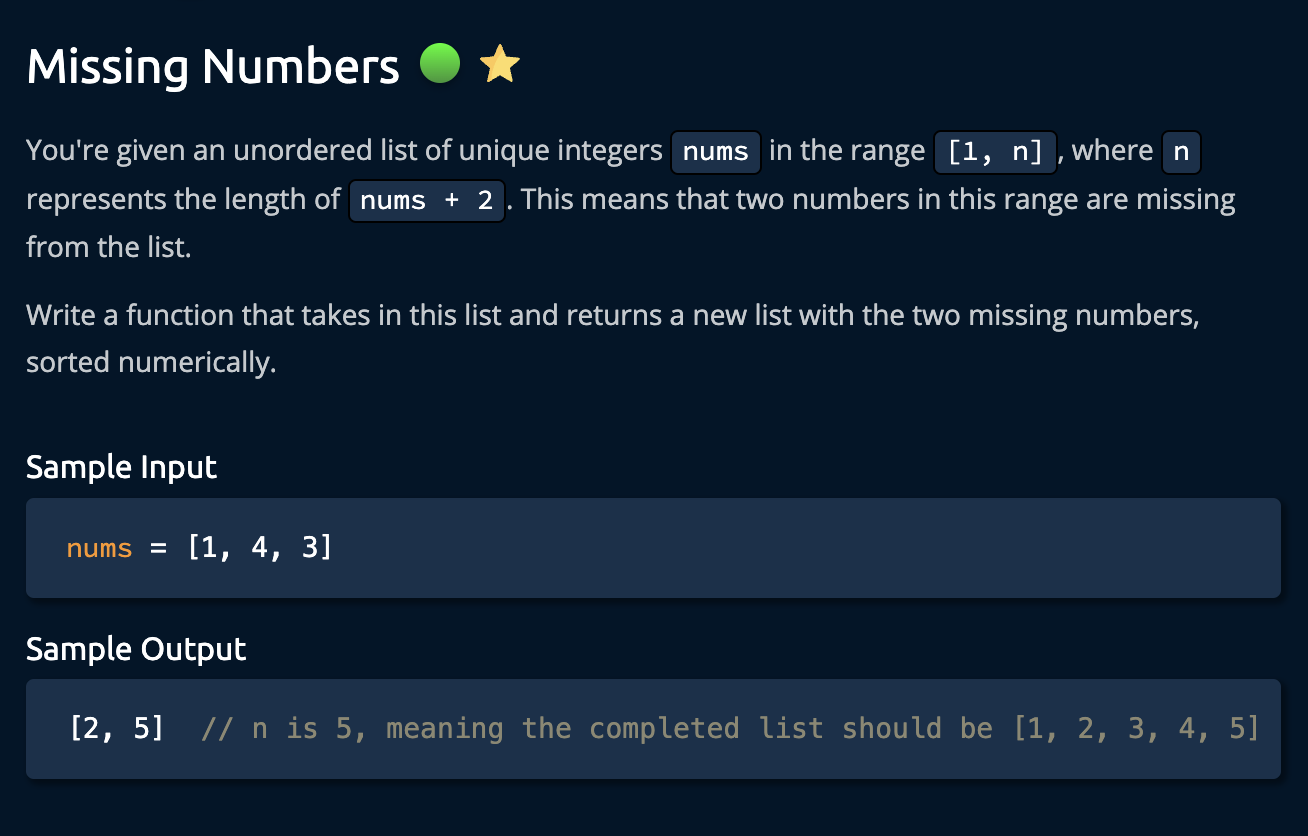 Missing Numbers
You're given an unordered list of unique integers nums in the range [1, n], where n
represents the length of nums + 2. This means that two numbers in this range are missing
from the list.
Write a function that takes in this list and returns a new list with the two missing numbers,
sorted numerically.
Sample Input
nums = [1, 4, 3]
Sample Output
[2, 5]  // n is 5, meaning the completed list should be [1, 2, 3, 4, 5]